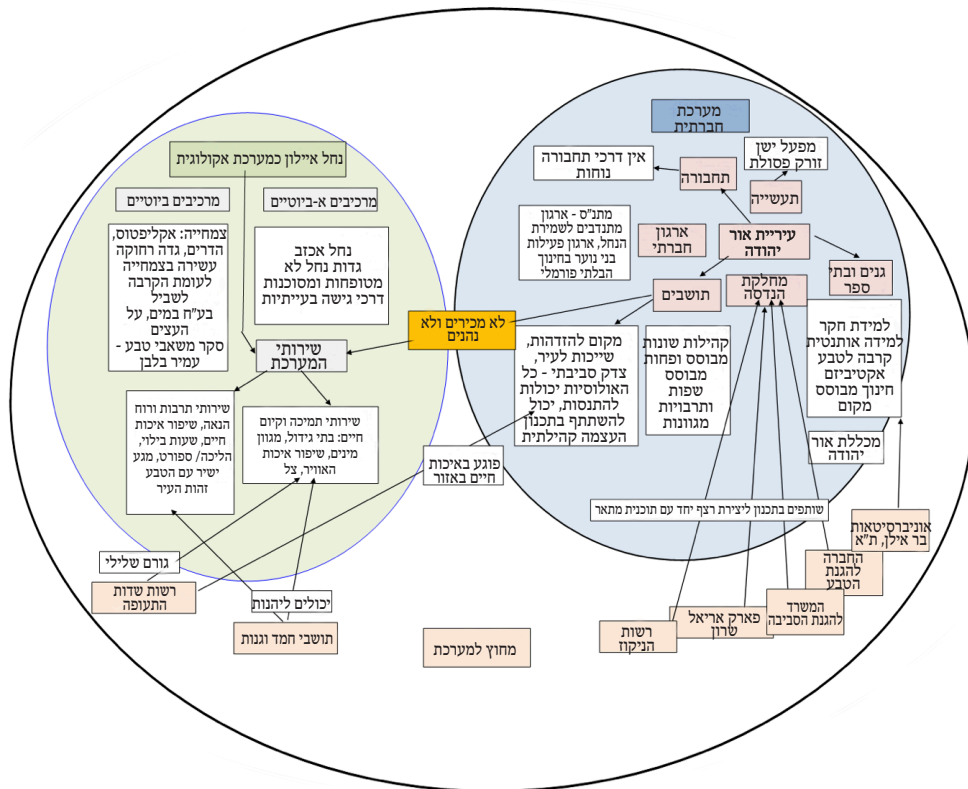 מערכת
חברתית
מפעל ישן
זורק פסולת
אין דרכי תחבורה
נוחות
תחבורה
תעשייה
מתנ"ס - ארגון
מתנדבים לשמירת
הנחל, ארגון פעילות
בני נוער בחינוך
הבלתי פורמלי
ארגון
חברתי
עיריית אור
יהודה
גנים ובתי
ספר
מחלקת
הנדסה
תושבים
למידת חקר
למידה אותנטית
קרבה לטבע
אקטיביזם
חינוך מבוסס
מקום
קהילות שונות
מבוסס ופחות
מבוסס
שפות
ותרבויות
מגוונות
מקום להזדהות,
שייכות לעיר,
צדק סביבתי - כל
האולוסיות יכולות
להתנסות, יכול
להשתתף בתכנון
העצמה קהילתית
מכללת אור
יהודה
שותפים בתכנון ליצירת רצף יחד עם תוכנית מתאר
לא מכירים ולא
נהנים
נחל איילון כמערכת אקולוגית
מרכיבים א-ביוטיים
מרכיבים ביוטיים
נחל אכזב
גדות נחל לא
מטופחות ומסוכנות
דרכי גישה בעייתיות
צמחייה: אקליפטוס,
הדרים, גדה רחוקה
עשירה בצמחייה
לעומת הקרבה
לשביל
בע"ח במים, על
העצים
סקר משאבי טבע -
עמיר בלבן
שירותי
המערכת
שירותי תמיכה וקיום
חיים: בתי גידול, מגוון
מינים, שיפור איכות
האוויר, צל
שירותי תרבות ורוח
הנאה, שיפור איכות
חיים, שעות בילוי,
הליכה/ ספורט, מגע
ישיר עם הטבע
זהות העיר
פוגע באיכות
חיים באזור
גורם שלילי
רשות שדות
התעופה
יכולים ליהנות
תושבי חמד וגנות
מחוץ למערכת
אוניברסיטאות
בר אילן, ת"א
החברה
להגנת
הטבע
המשרד
להגנת הסביבה
פארק אריאל
שרון
רשות
הניקוז